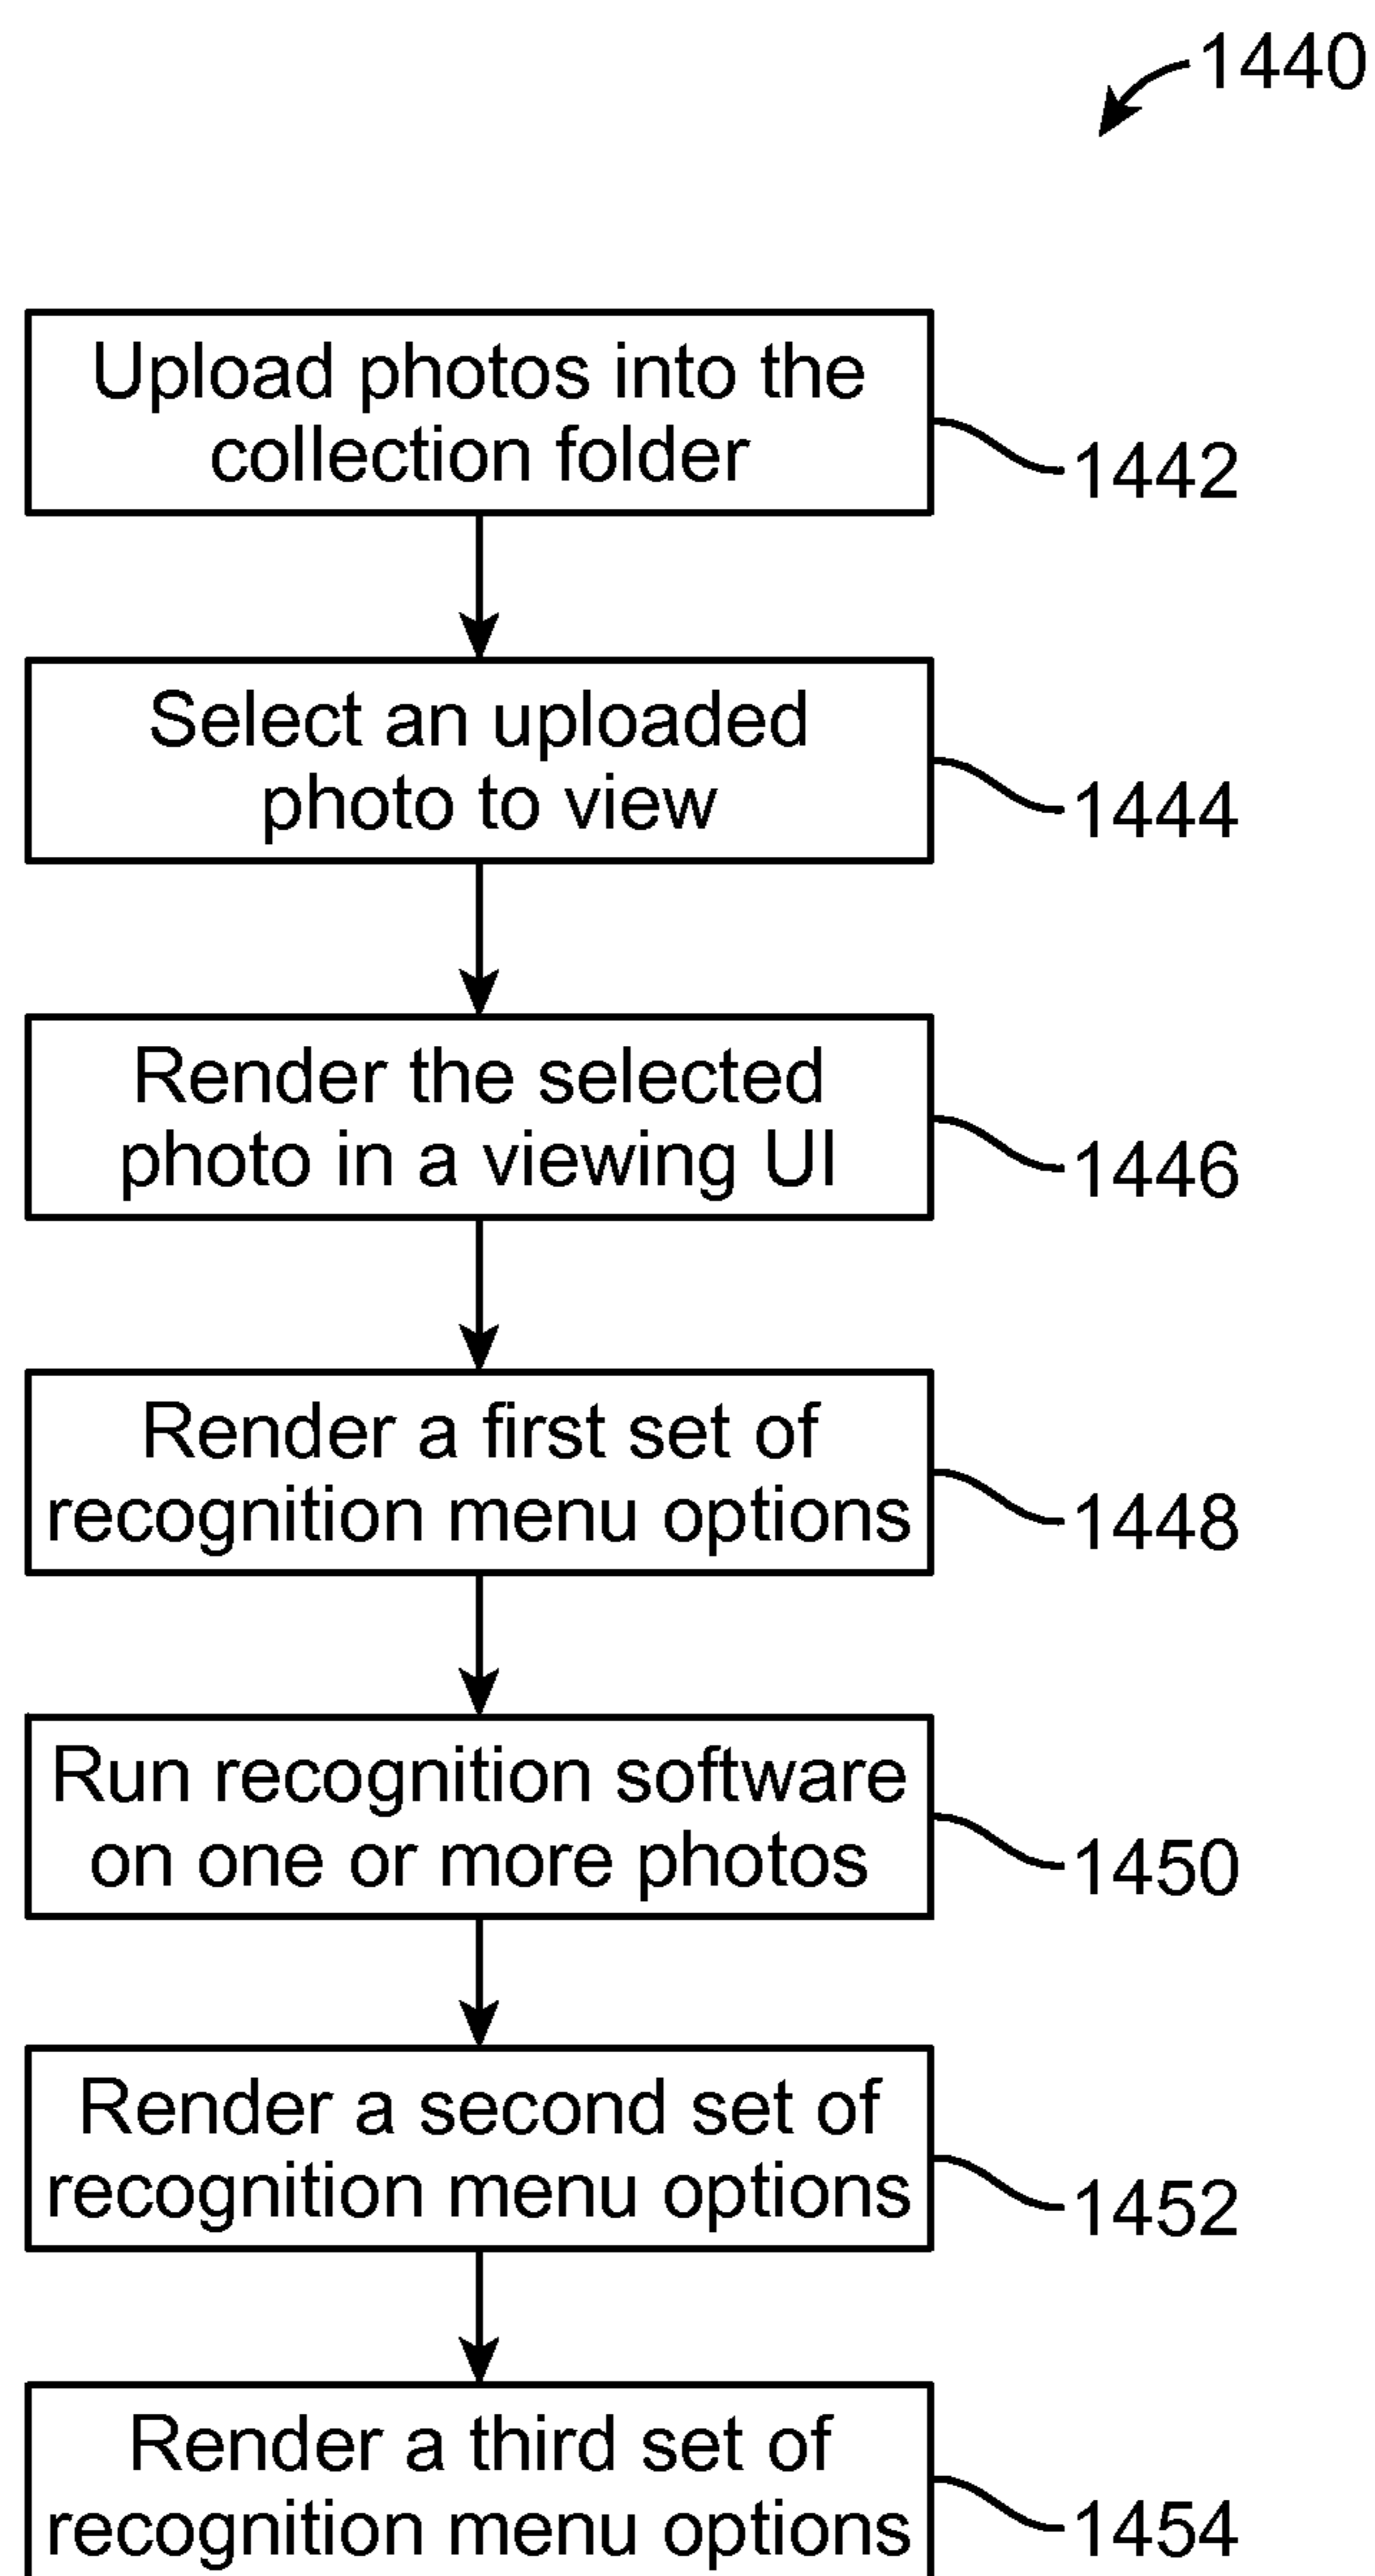 1440
Upload photos into the
collection folder
1442
Select an uploaded
photo to view
1444
Render the selected
photo in a viewing UI
1446
Render a first set of
recognition menu options
1448
Run recognition software
on one or more photos
1450
Render a second set of
recognition menu options
1452
Render a third set of
recognition menu options
1454